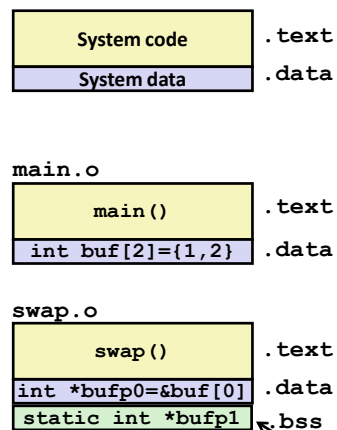 System code .text
System data .data
main.o
main() .text
int buf[2]={1,2} .data
swap.o
swap() .text
int *bufp0=&buf[0] .data
static int *bufp1 .bss